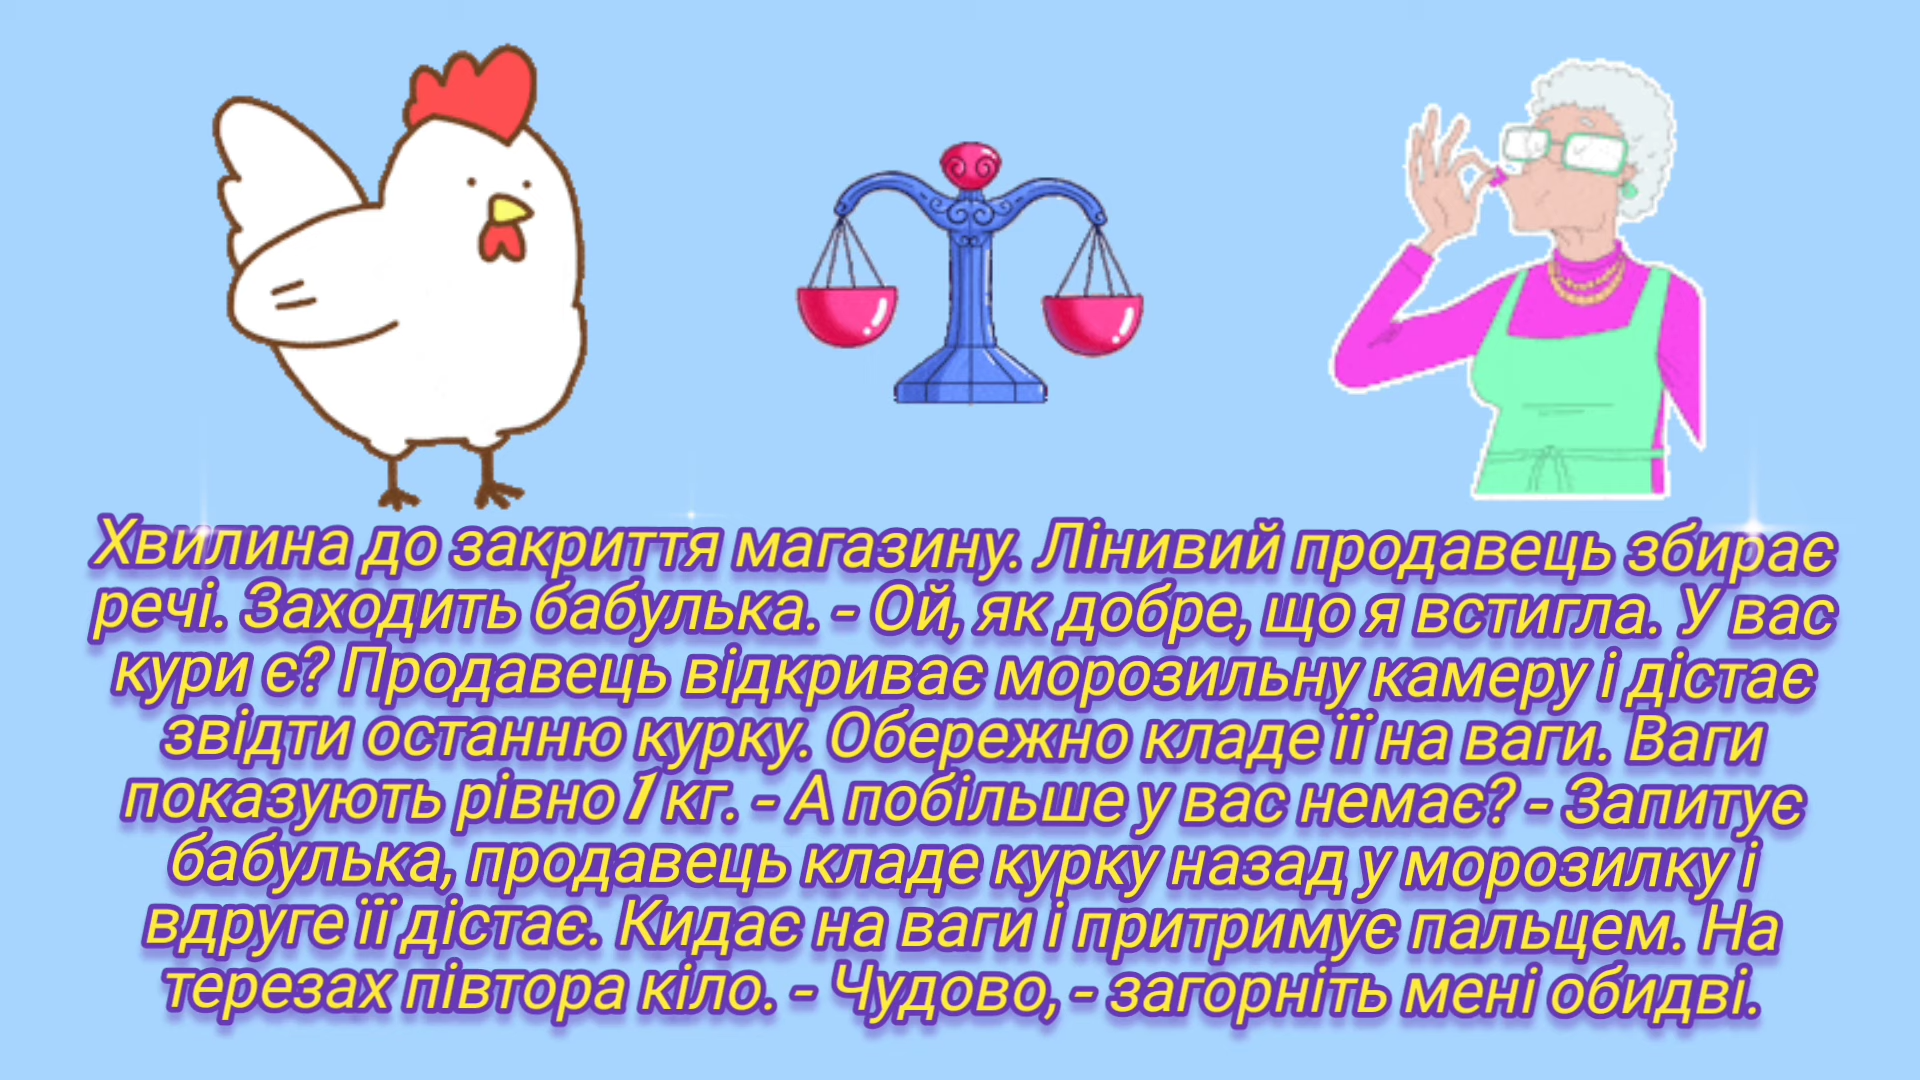 Хвилина до закриття магазину. Лінивий продавець збирає
речі. Заходить бабулька. - Ой, як добре, що я встигла. У вас
кури є? Продавець відкриває морозильну камеру і дістає
звідти останню курку. Обережно кладе її на ваги. Ваги
показують рівно 1 кг. - А побільше у вас немає? - Запитує
бабулька, продавець кладе курку назад у морозилку і
вдруге її дістає. Кидає на ваги і притримує пальцем. На
терезах півтора кіло. - Чудово, - загорніть мені обидві.